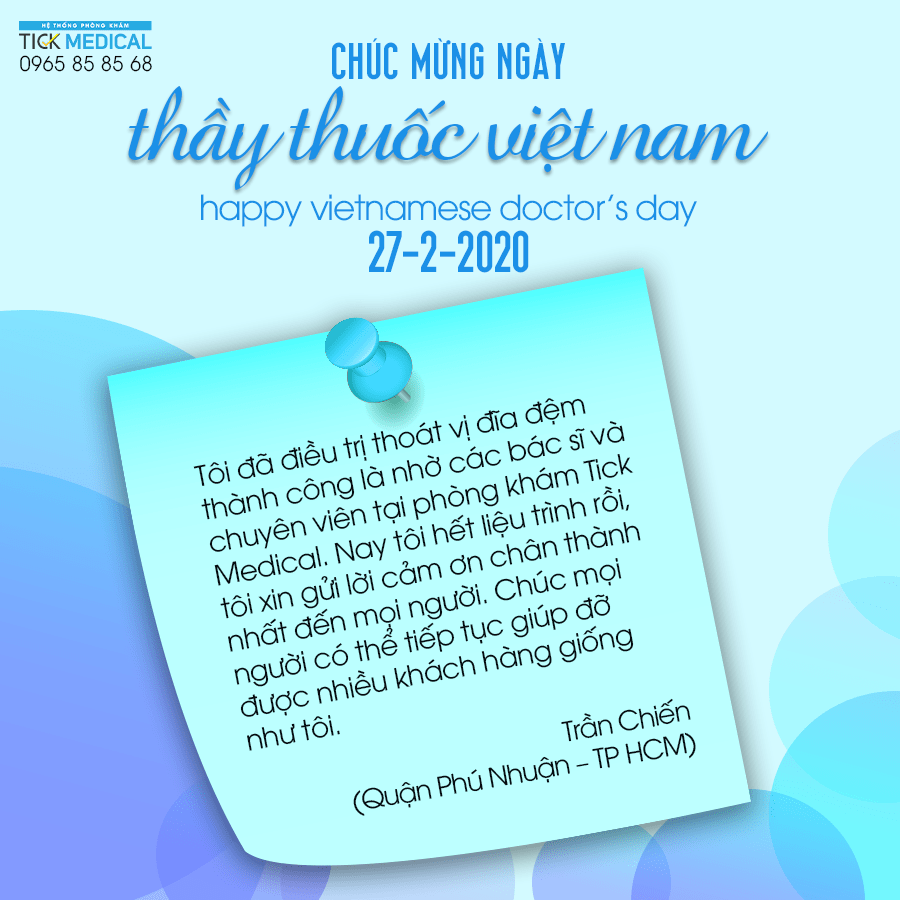 HỆ THỐNG PHÒNG KHÁM
TICK MEDICAL
0965 85 85 68
CHÚC MỪNG NGÀY
thầy thuốc việt nam
happy vietnamese doctor's day
27-2-2020
Tôi đã điều trị thoát vị đĩa đệm
thành công là nhờ các bác sĩ và
chuyên viên tại phòng khám Tick
Medical. Nay tôi hết liệu trình rồi,
tôi xin gửi lời cảm ơn chân thành
nhất đến mọi người. Chúc mọi
người có thể tiếp tục giúp đỡ
được nhiều khách hàng giống
như tôi.
Trần Chiến
(Quận Phú Nhuận – TP HCM)